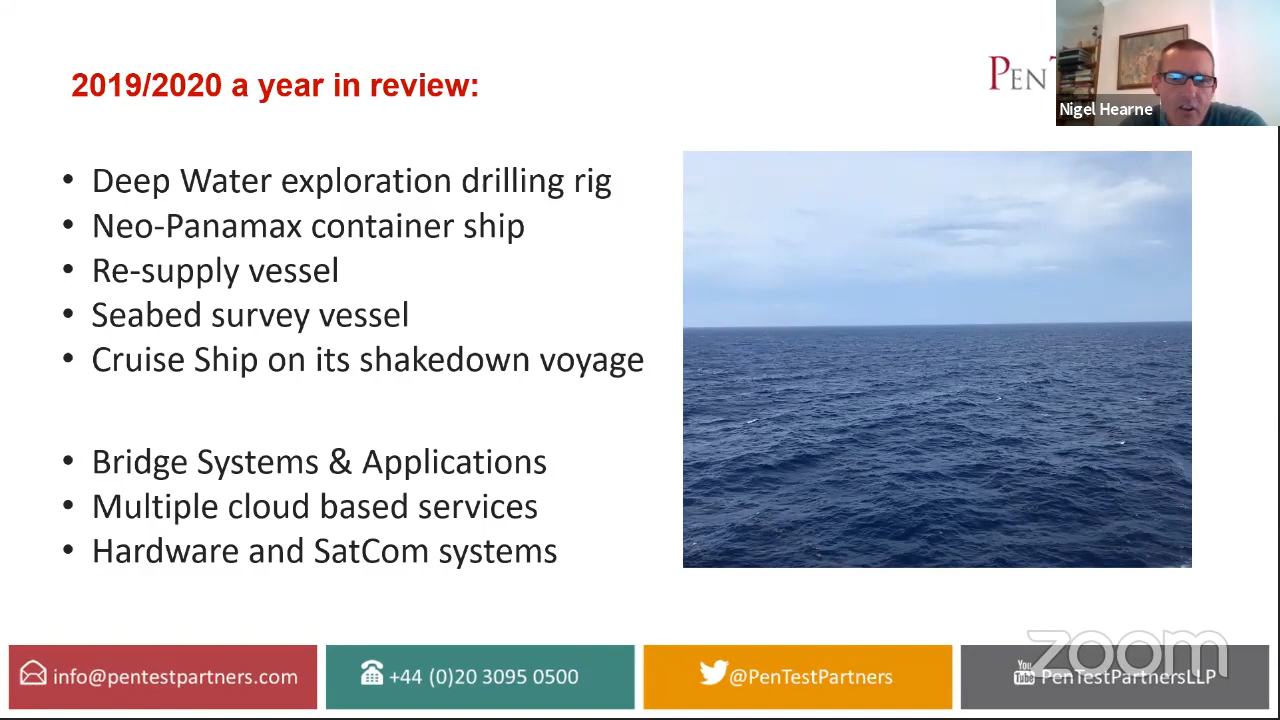 2019/2020 a year in review:
PEN
Nigel Hearne
• Deep Water exploration drilling rig
• Neo-Panamax container ship
• Re-supply vessel
• Seabed survey vessel
• Cruise Ship on its shakedown voyage
• Bridge Systems & Applications
• Multiple cloud based services
• Hardware and SatCom systems
zoom
info@pentestpartners.com
+44 (0)20 3095 0500
@PenTestPartners
You Tube
PenTestPartnersLLP